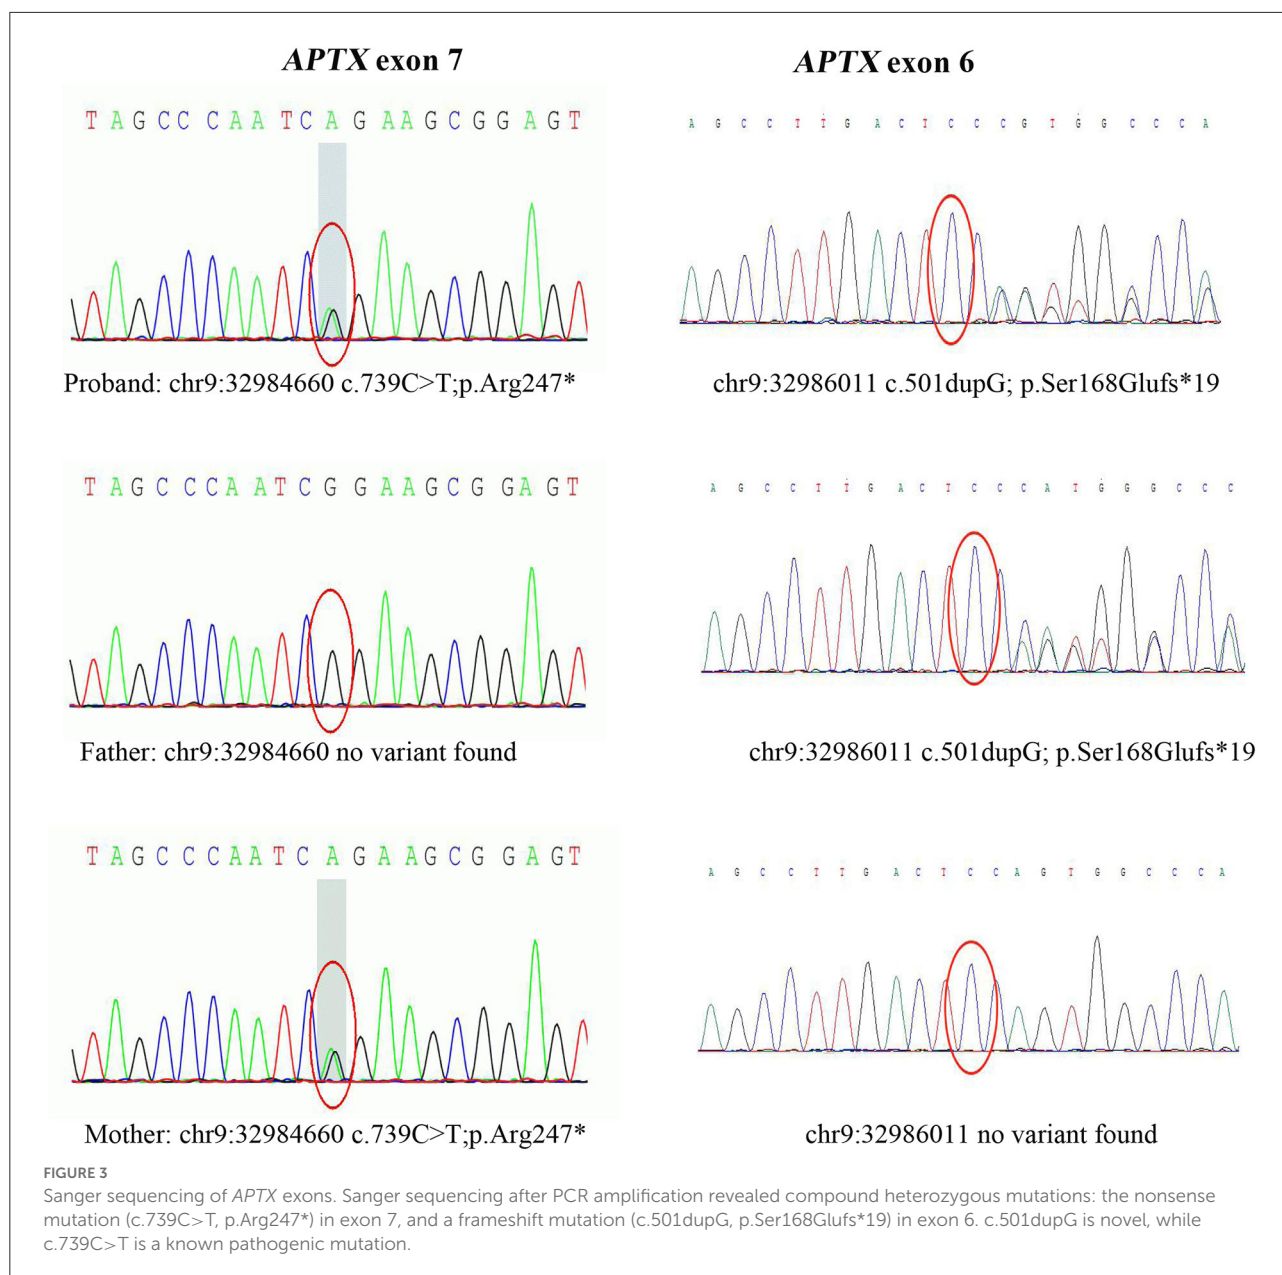 APTX exon 7
APTX exon 6
T A G C C C A A T C A G A A G C G G A G T
A G C C T T G A C T C C C G T G G C C C A
Proband: chr9:32984660 c.739C>T;p.Arg247*
chr9:32986011 c.501dupG; p.Ser168Glufs*19
T A G C C C A A T C G G A A G C G G A G T
A G C C T T G A C T C C C A T G G G C C C
Father: chr9:32984660 no variant found
chr9:32986011 c.501dupG; p.Ser168Glufs*19
T A G C C C A A T C A G A A G C G G A G T
A G C C T T G A C T C C A G T G G C C C A
Mother: chr9:32984660 c.739C>T;p.Arg247*
chr9:32986011 no variant found
FIGURE 3
Sanger sequencing of APTX exons. Sanger sequencing after PCR amplification revealed compound heterozygous mutations: the nonsense
mutation (c.739C>T, p.Arg247*) in exon 7, and a frameshift mutation (c.501dupG, p.Ser168Glufs*19) in exon 6. c.501dupG is novel, while
c.739C>T is a known pathogenic mutation.